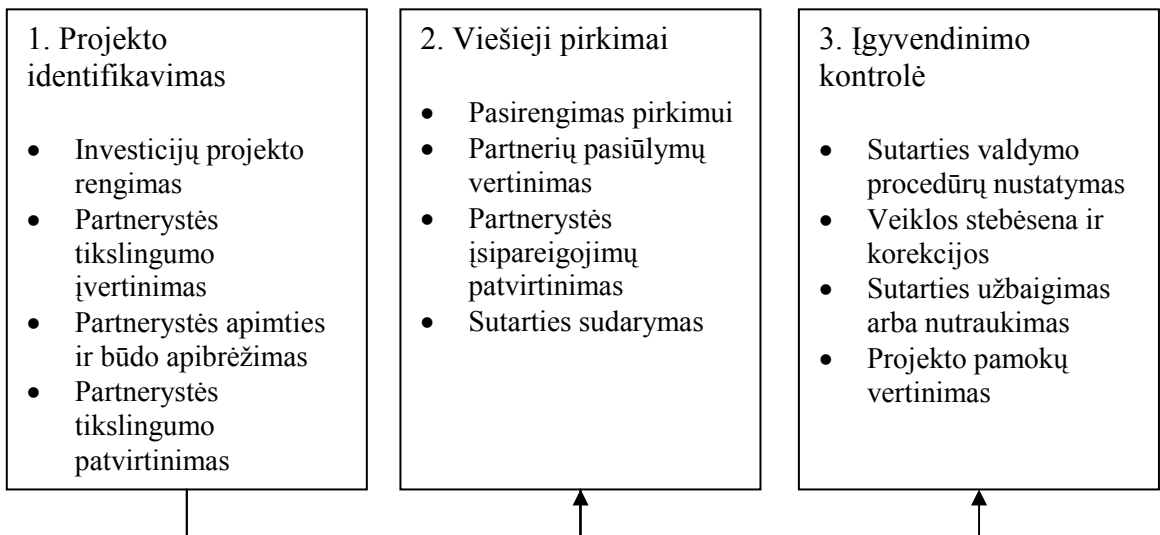 1. Projekto
identifikavimas
• Investicijų projekto
rengimas
• Partnerystės
tikslingumo
įvertinimas
• Partnerystės apimties
ir būdo apibrėžimas
• Partnerystės
tikslingumo
patvirtinimas
2. Viešieji pirkimai
• Pasirengimas pirkimui
• Partnerių pasiūlymų
vertinimas
• Partnerystės
įsipareigojimų
patvirtinimas
• Sutarties sudarymas
3. Įgyvendinimo
kontrolė
• Sutarties valdymo
procedūrų nustatymas
• Veiklos stebėsena ir
korekcijos
• Sutarties užbaigimas
arba nutraukimas
• Projekto pamokų
vertinimas